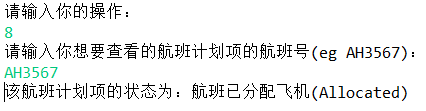 请输入你的操作:
8
请输入你想要查看的航班计划项的航班号(eg AH3567):
AH3567
该航班计划项的状态为: 航班已分配飞机(Allocated)